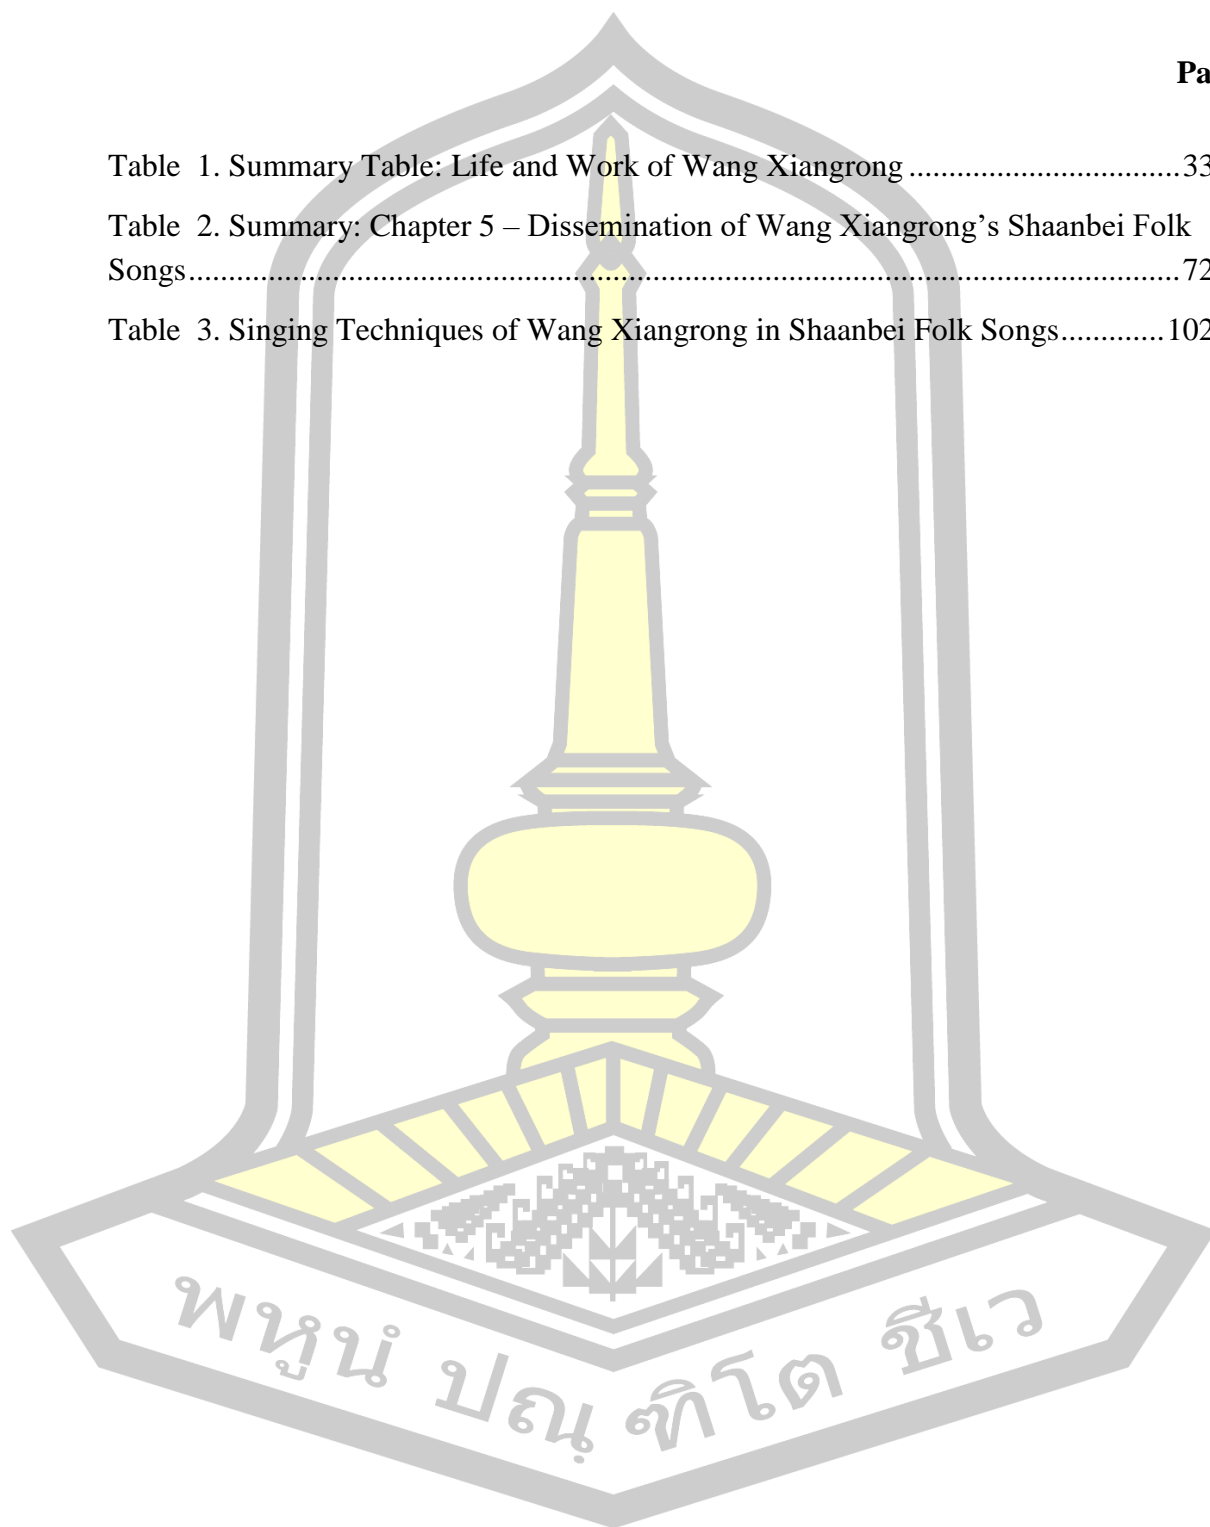 Pa
Table 1. Summary Table: Life and Work of Wang Xiangrong ..................................33
Table 2. Summary: Chapter 5 – Dissemination of Wang Xiangrong’s Shaanbei Folk
Songs............................................................................................................................72
Table 3. Singing Techniques of Wang Xiangrong in Shaanbei Folk Songs.............102
พหูนํ ปณฺฑิโต ชีเว